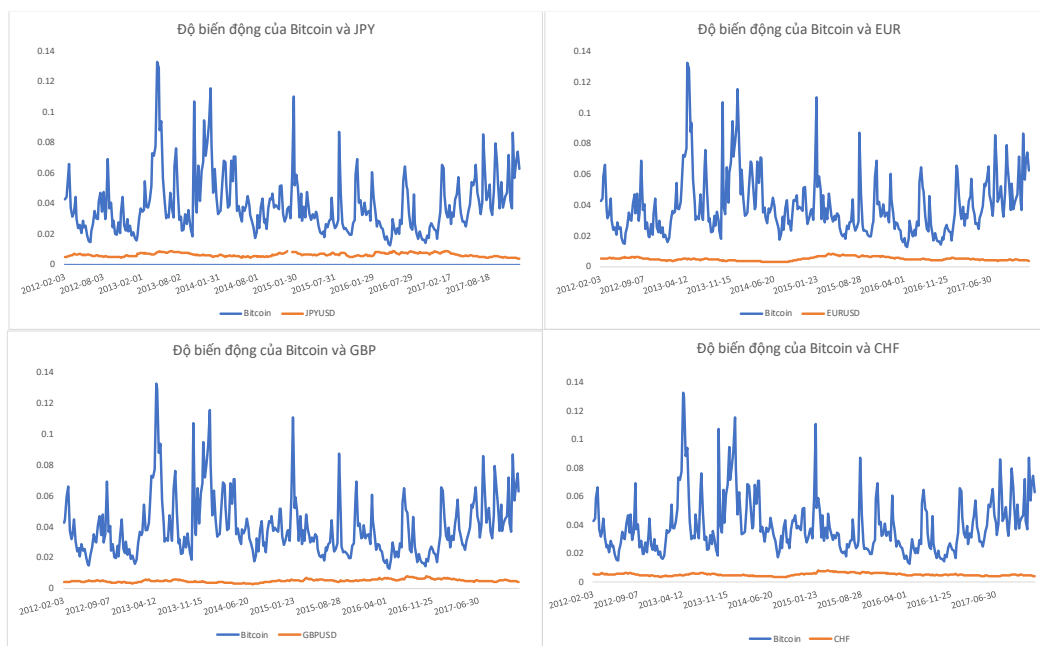 Độ biến động của Bitcoin và JPY
0.14
0.12
0.1
0.08
0.06
0.04
0.02
0
2012-02-03 2012-08-03 2013-02-01 2013-08-02 2014-01-31 2014-08-01 2015-01-30 2015-07-31 2016-01-29 2016-07-29 2017-02-17 2017-08-18
Bitcoin JPYUSD
Độ biến động của Bitcoin và EUR
0.14
0.12
0.1
0.08
0.06
0.04
0.02
0
2012-02-03 2012-09-07 2013-04-12 2013-11-15 2014-06-20 2015-01-23 2015-08-28 2016-04-01 2016-11-25 2017-06-30
Bitcoin EURUSD
Độ biến động của Bitcoin và GBP
0.14
0.12
0.1
0.08
0.06
0.04
0.02
0
2012-02-03 2012-09-07 2013-04-12 2013-11-15 2014-06-20 2015-01-23 2015-08-28 2016-04-01 2016-11-25 2017-06-30
Bitcoin GBPUSD
Độ biến động của Bitcoin và CHF
0.14
0.12
0.1
0.08
0.06
0.04
0.02
0
2012-02-03 2012-09-07 2013-04-12 2013-11-15 2014-06-20 2015-01-23 2015-08-28 2016-04-01 2016-11-25 2017-06-30
Bitcoin CHF